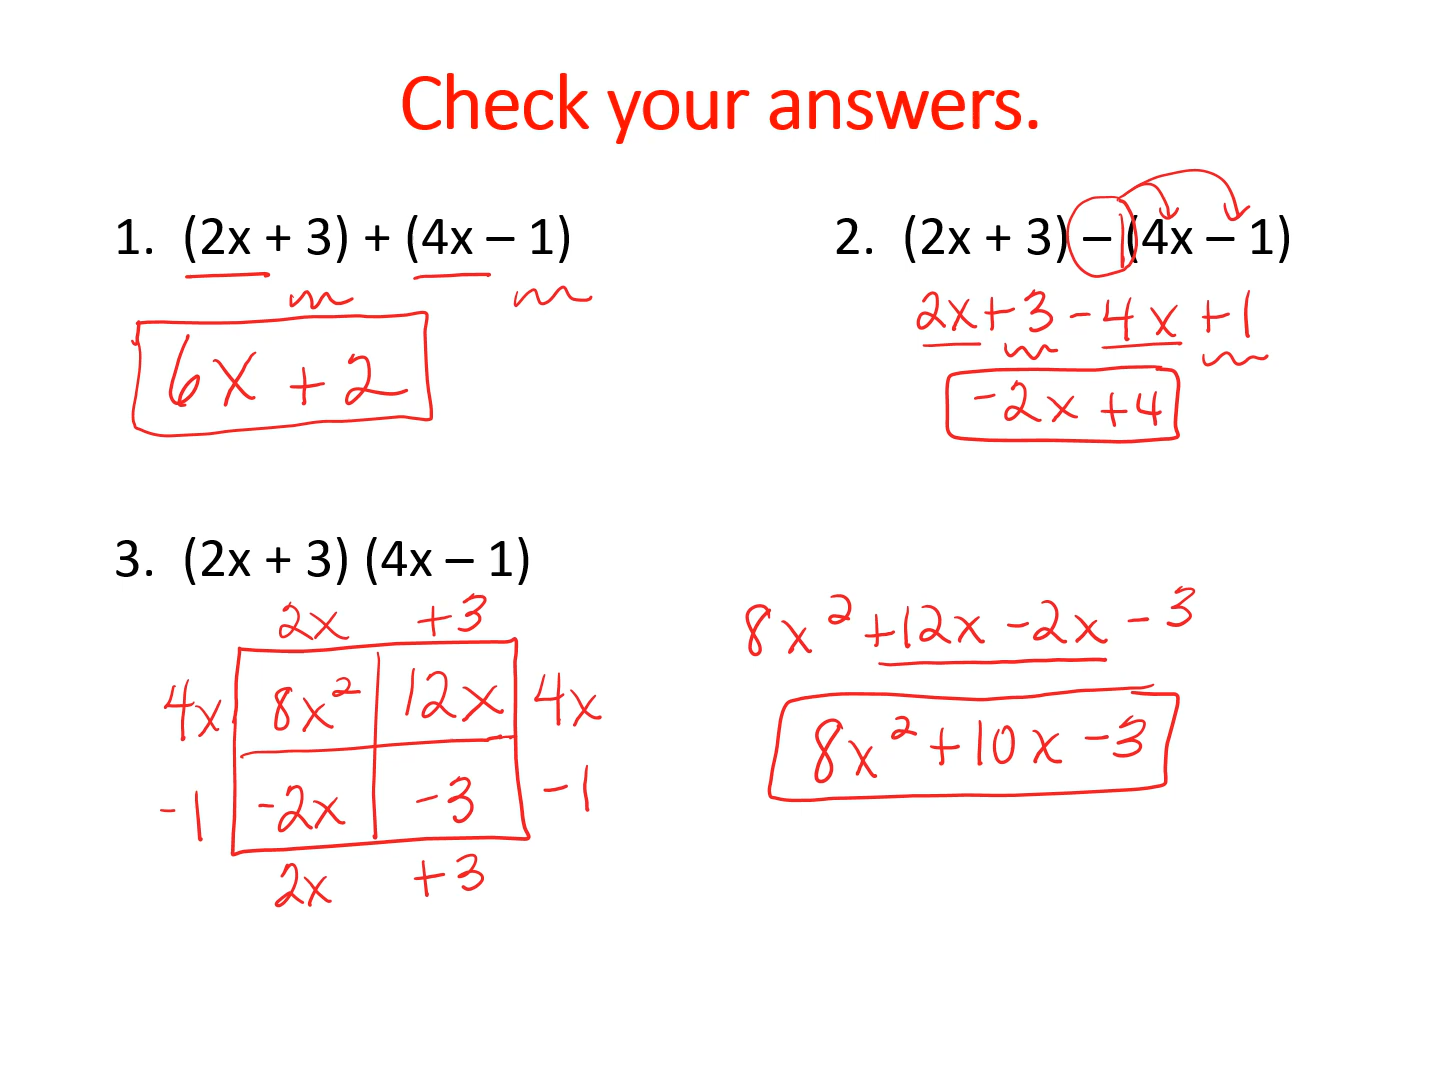 Check your answers.
1. (2x + 3) + (4x – 1)
6x + 2
2. (2x + 3) – 1(4x – 1)
2x + 3 - 4x + 1
-2x + 4
3. (2x + 3) (4x – 1)
2x +3
4x 8x² 12x 4x
-1 -2x -3 -1
2x +3
8x² +12x -2x -3
8x² +10x -3